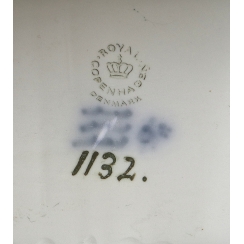 ROYAL
COPENHAGEN
DENMARK
1132.